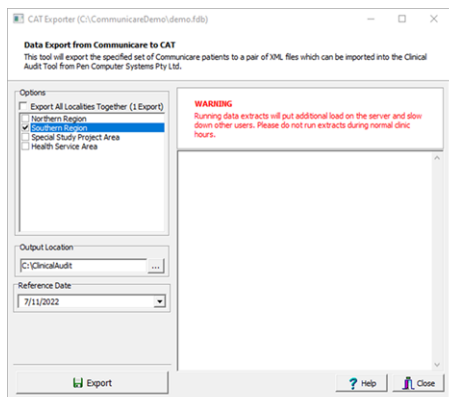 CAT Exporter (C:\CommunicareDemo\demo.fdb)
Data Export from Communicare to CAT
This tool will export the specified set of Communicare patients to a pair of XML files which can be imported into the Clinical
Audit Tool from Pen Computer Systems Pty Ltd.
Options
Export All Localities Together (1 Export)
Northern Region
Southern Region
Special Study Project Area
Health Service Area
WARNING
Running data extracts will put additional load on the server and slow
down other users. Please do not run extracts during normal clinic
hours.
Output Location
C:\ClinicalAudit
...
Reference Date
7/11/2022
Export
? Help
Close